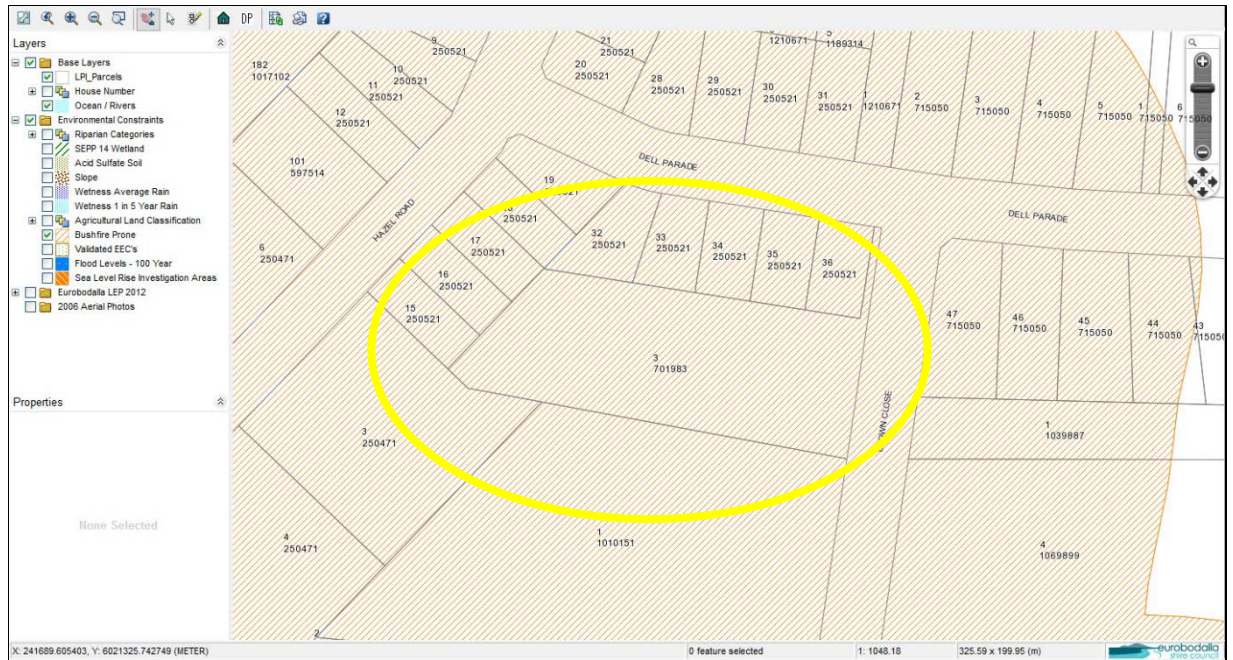 DP
Layers
Base Layers
LPI_Parcels
House Number
Ocean / Rivers
Environmental Constraints
Riparian Categories
SEPP 14 Wetland
Acid Sulfate Soil
Slope
Wetness Average Rain
Wetness 1 in 5 Year Rain
Agricultural Land Classification
Bushfire Prone
Validated EEC's
Flood Levels - 100 Year
Sea Level Rise Investigation Areas
Eurobodalla LEP 2012
2006 Aerial Photos
Properties
None Selected
9
250521
21
250521
1210671
1189314
182
1017102
10
250521
11
250521
12
250521
20
250521
29
250521
29
250521
30
250521
31
250521
1
1210671
2
715050
3
715050
4
715050
5
715050
1
715050
6
101
597514
DELL PARADE
DELL PARADE
HAZEL ROAD
19
250521
250521
17
250521
16
250521
15
250521
6
250471
32
250521
33
250521
34
250521
35
250521
36
250521
47
715050
46
715050
45
715050
44
715050
43
71505
3
701983
3
250471
4
250471
1
1010151
1
1039887
4
1069899
2
X: 241689.605403, Y: 6021325.742749 (METER)
0 feature selected
1: 1048.18
325.59 x 199.95 (m)
eurobodalla
shire council